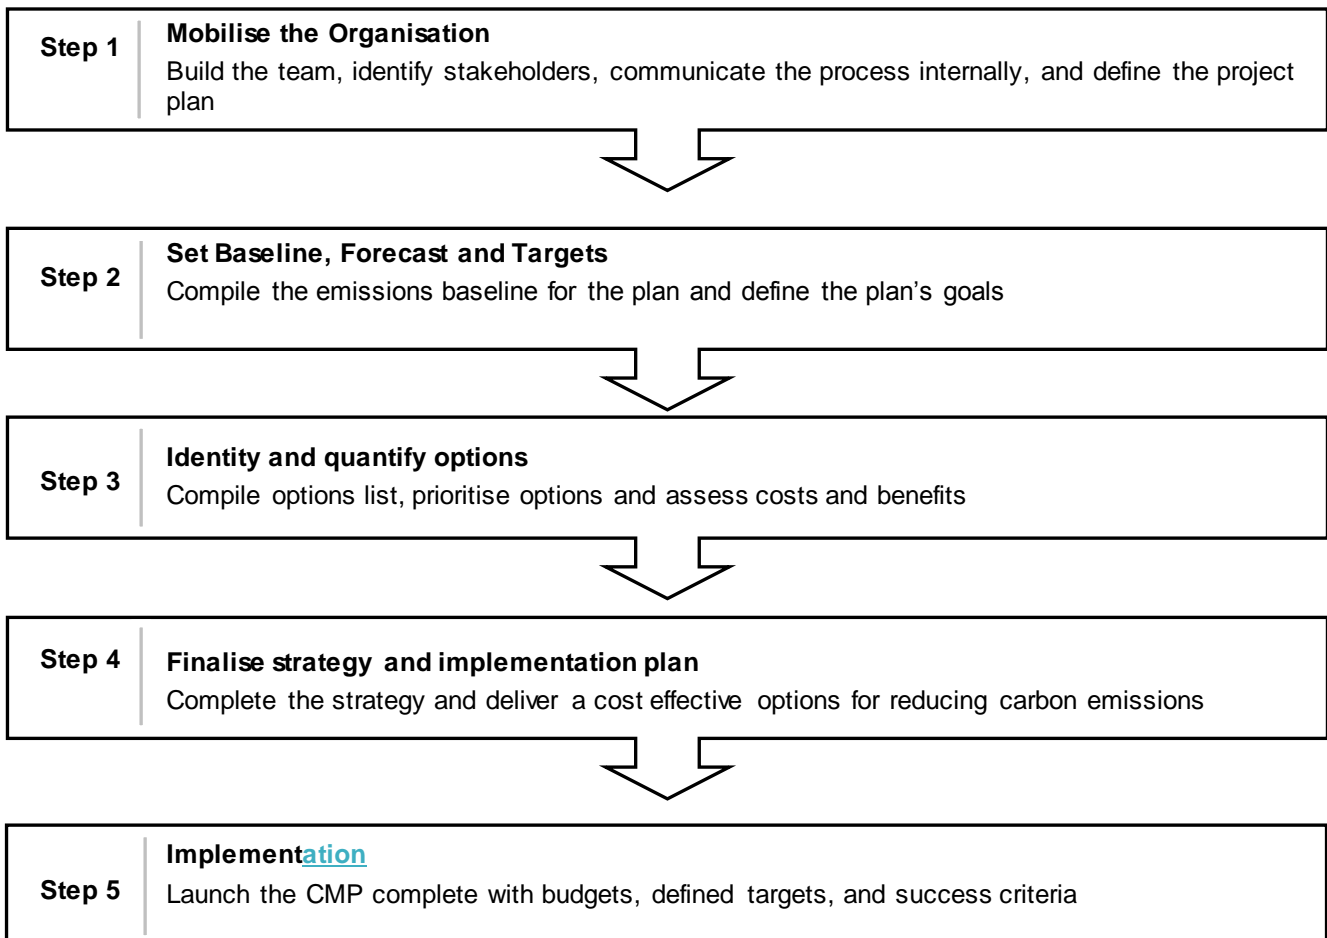 Step 1
Mobilise the Organisation
Build the team, identify stakeholders, communicate the process internally, and define the project
plan
Step 2
Set Baseline, Forecast and Targets
Compile the emissions baseline for the plan and define the plan’s goals
Step 3
Identity and quantify options
Compile options list, prioritise options and assess costs and benefits
Step 4
Finalise strategy and implementation plan
Complete the strategy and deliver a cost effective options for reducing carbon emissions
Step 5
Implementation
Launch the CMP complete with budgets, defined targets, and success criteria